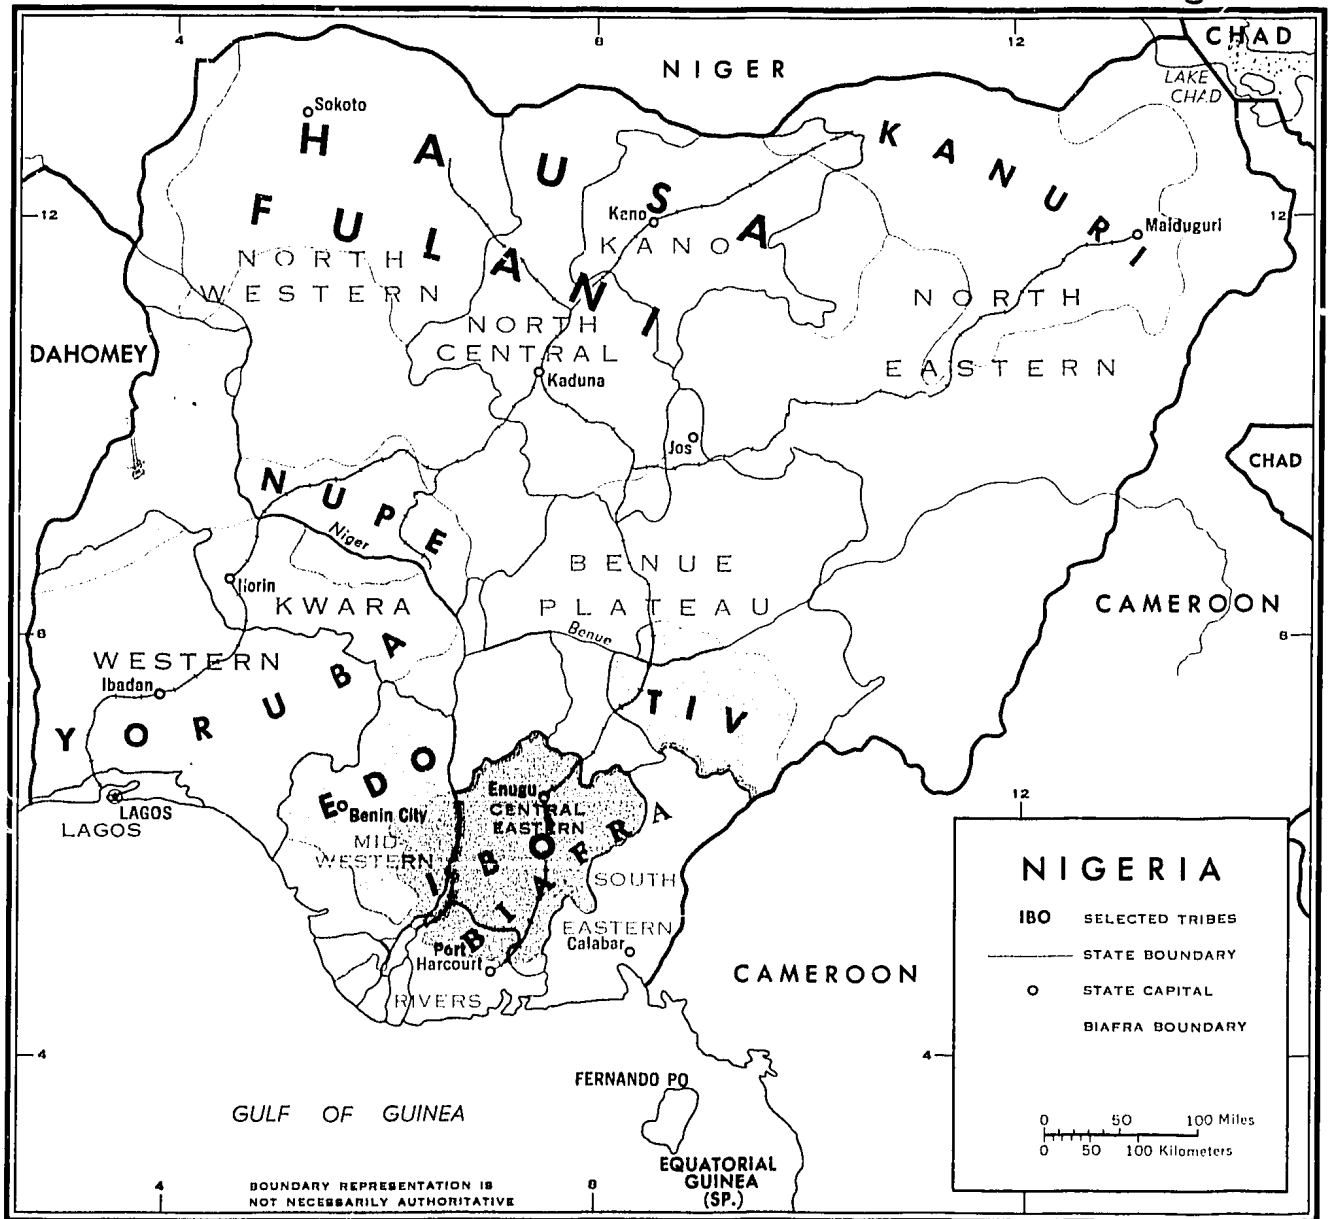 4
8
12
CHAD
NIGER
LAKE
CHAD
Sokoto
HAUSA
KANURI
FULANI
12
12
Kano
Maiduguri
KANO
NORTH
WESTERN
NORTH
EASTERN
NORTH
CENTRAL
DAHOMEY
Kaduna
Jos
CHAD
NUPE
Niger
BENUE
PLATEAU
Ilorin
KWARA
CAMEROON
8
Benue
8
WESTERN
Ibadan
YORUBA
TIV
EDO
Enugu
CENTRAL
EASTERN
Benin City
LAGOS
LAGOS
MID-
WESTERN
IBO
BIAFRA
SOUTH
EASTERN
Calabar
Port
Harcourt
RIVERS
CAMEROON
12
NIGERIA
IBO SELECTED TRIBES
STATE BOUNDARY
STATE CAPITAL
BIAFRA BOUNDARY
0 50 100 Miles
0 50 100 Kilometers
4
4
FERNANDO PO
GULF OF GUINEA
EQUATORIAL
GUINEA
(SP.)
BOUNDARY REPRESENTATION IS
NOT NECESSARILY AUTHORITATIVE
4
8
12